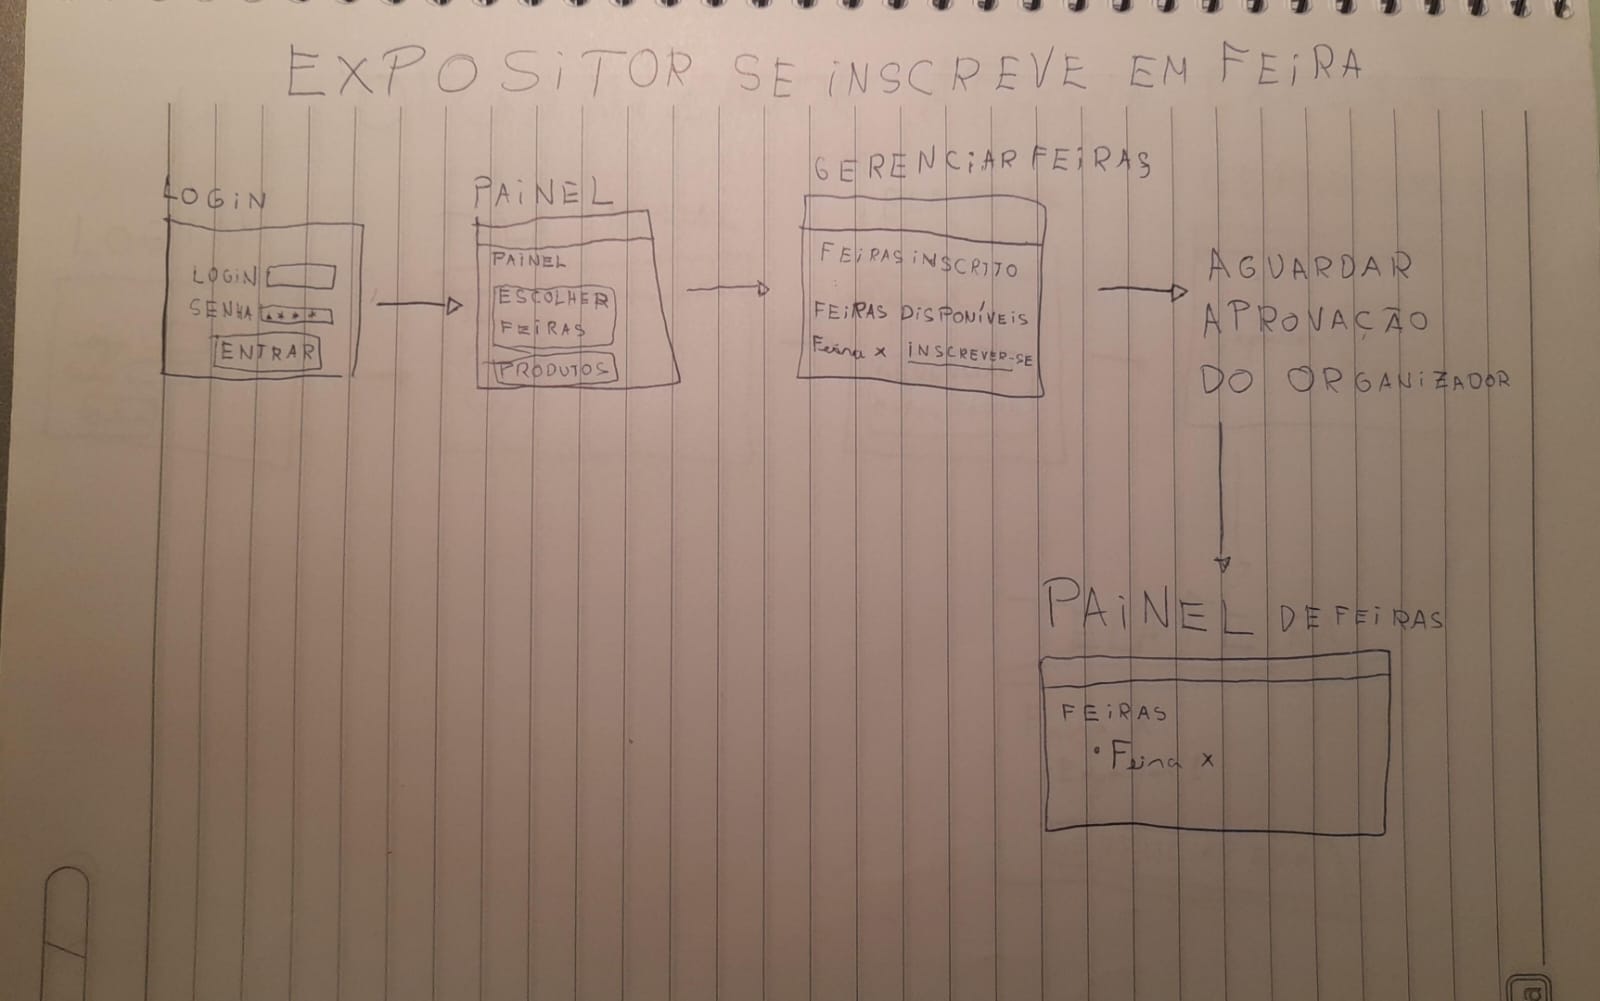 EXPOSITOR SE INSCREVE EM FEIRA
LOGIN
LOGIN
SENHA ****
ENTRAR
PAINEL
PAINEL
ESCOLHER
FEIRAS
PRODUTOS
GERENCIAR FEIRAS
FEIRAS INSCRITO
FEIRAS DISPONÍVEIS
Feira x INSCREVER-SE
AGUARDAR
APROVAÇÃO
DO ORGANIZADOR
PAINEL DE FEIRAS
FEIRAS
• Feira x